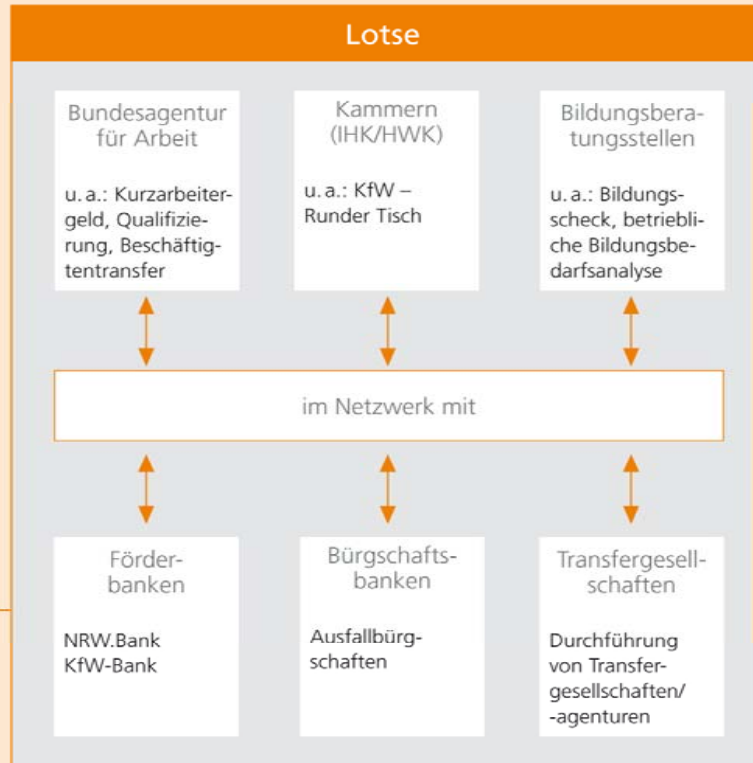 Lotse
Bundesagentur
für Arbeit
u. a.: Kurzarbeiter-
geld, Qualifizie-
rung, Beschäftig-
tentransfer
Kammern
(IHK/HWK)
u. a.: KfW –
Runder Tisch
Bildungsbera-
tungsstellen
u. a.: Bildungs-
scheck, betriebli-
che Bildungsbe-
darfsanalyse
im Netzwerk mit
Förder-
banken
NRW.Bank
KfW-Bank
Bürgschafts-
banken
Ausfallbürg-
schaften
Transfergesell-
schaften
Durchführung
von Transfer-
gesellschaften/
-agenturen